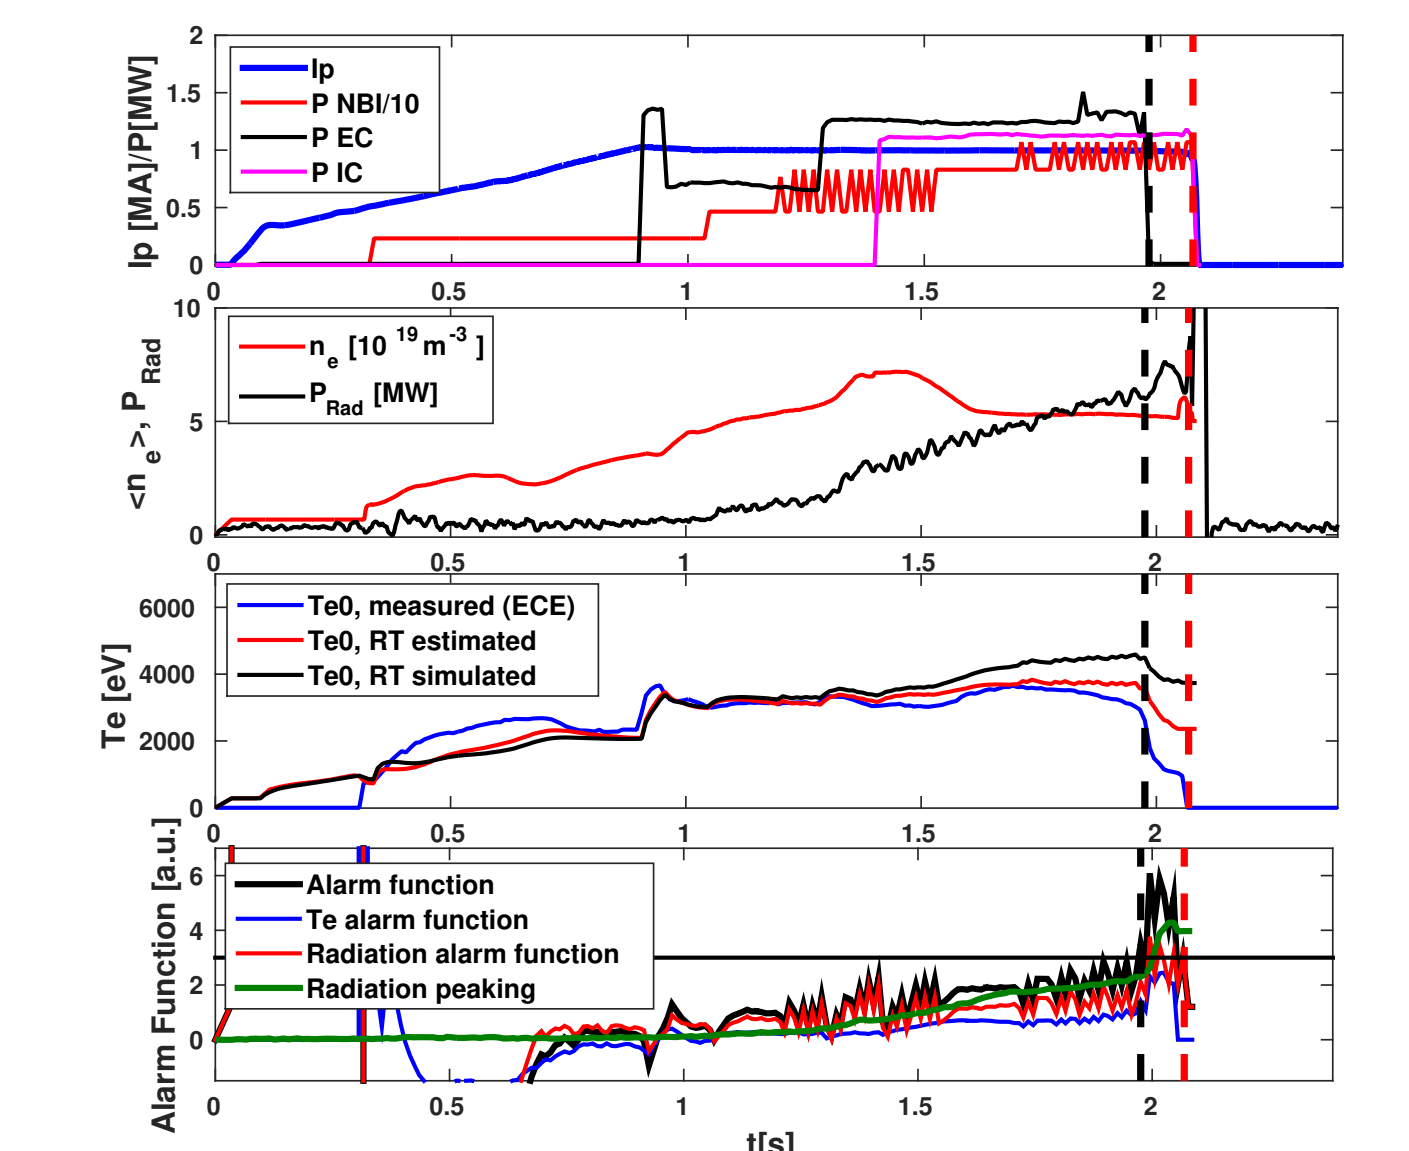 Ip [MA]/P[MW]
2
1.5
1
0.5
0
Ip
P NBI/10
P EC
P IC
0 0.5 1 1.5 2
<n e >, P Rad
10
5
0
n e [10 19 m -3 ]
P Rad [MW]
0 0.5 1 1.5 2
Te [eV]
6000
4000
2000
0
Te0, measured (ECE)
Te0, RT estimated
Te0, RT simulated
0 0.5 1 1.5 2
Alarm Function [a.u.]
6
4
2
0
Alarm function
Te alarm function
Radiation alarm function
Radiation peaking
0 0.5 1 1.5 2
t[s]